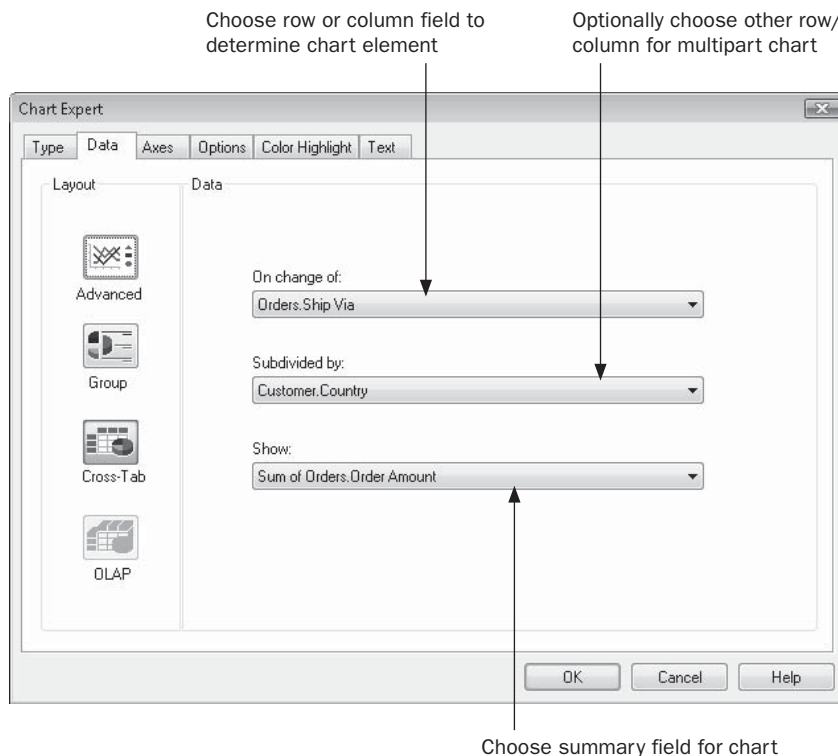 Choose row or column field to
determine chart element
Optionally choose other row/
column for multipart chart
Chart Expert
Type Data Axes Options Color Highlight Text
Layout
Data
Advanced
Group
Cross-Tab
OLAP
On change of:
Orders.Ship Via
Subdivided by:
Customer.Country
Show:
Sum of Orders.Order Amount
OK Cancel Help
Choose summary field for chart